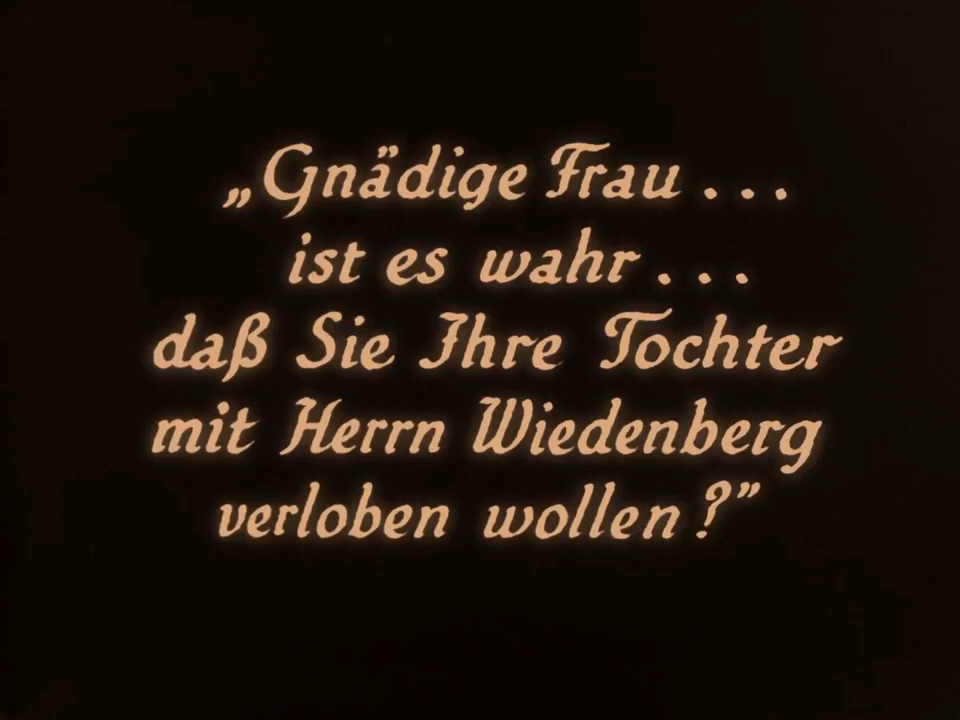 „Gnädige Frau . . .
ist es wahr . . .
daß Sie Ihre Tochter
mit Herrn Wiedenberg
verloben wollen ?”